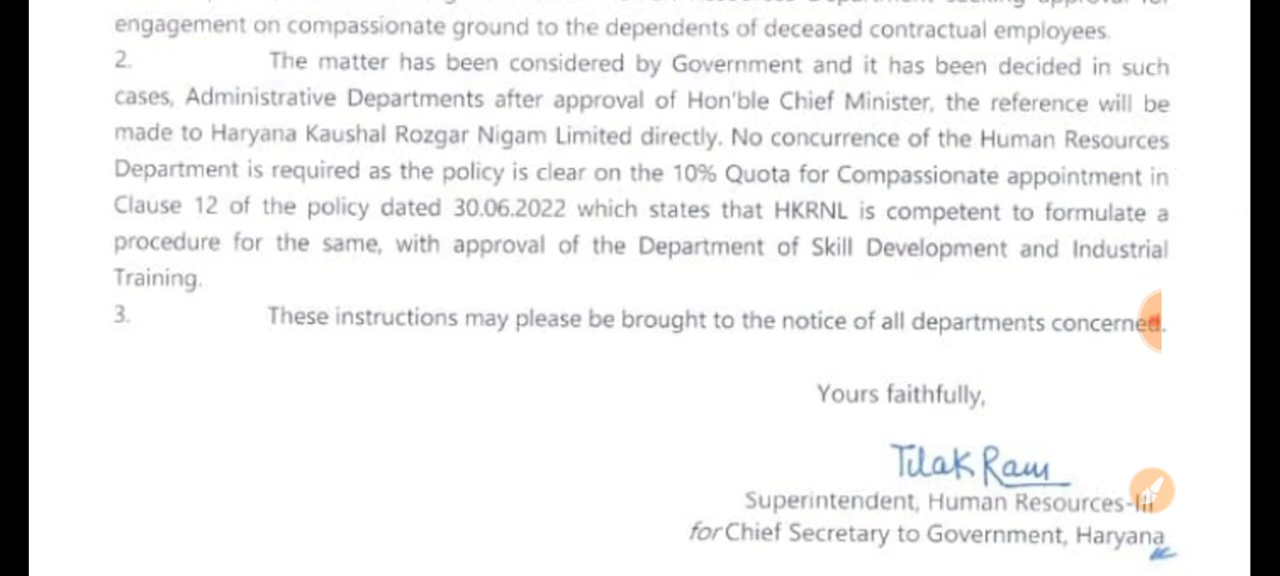 engagement on compassionate ground to the dependents of deceased contractual employees.
2. The matter has been considered by Government and it has been decided in such
cases, Administrative Departments after approval of Hon'ble Chief Minister, the reference will be
made to Haryana Kaushal Rozgar Nigam Limited directly. No concurrence of the Human Resources
Department is required as the policy is clear on the 10% Quota for Compassionate appointment in
Clause 12 of the policy dated 30.06.2022 which states that HKRNL is competent to formulate a
procedure for the same, with approval of the Department of Skill Development and Industrial
Training.
3. These instructions may please be brought to the notice of all departments concerned.
Yours faithfully,
Tilak Ram
Superintendent, Human Resources-III
for Chief Secretary to Government, Haryana